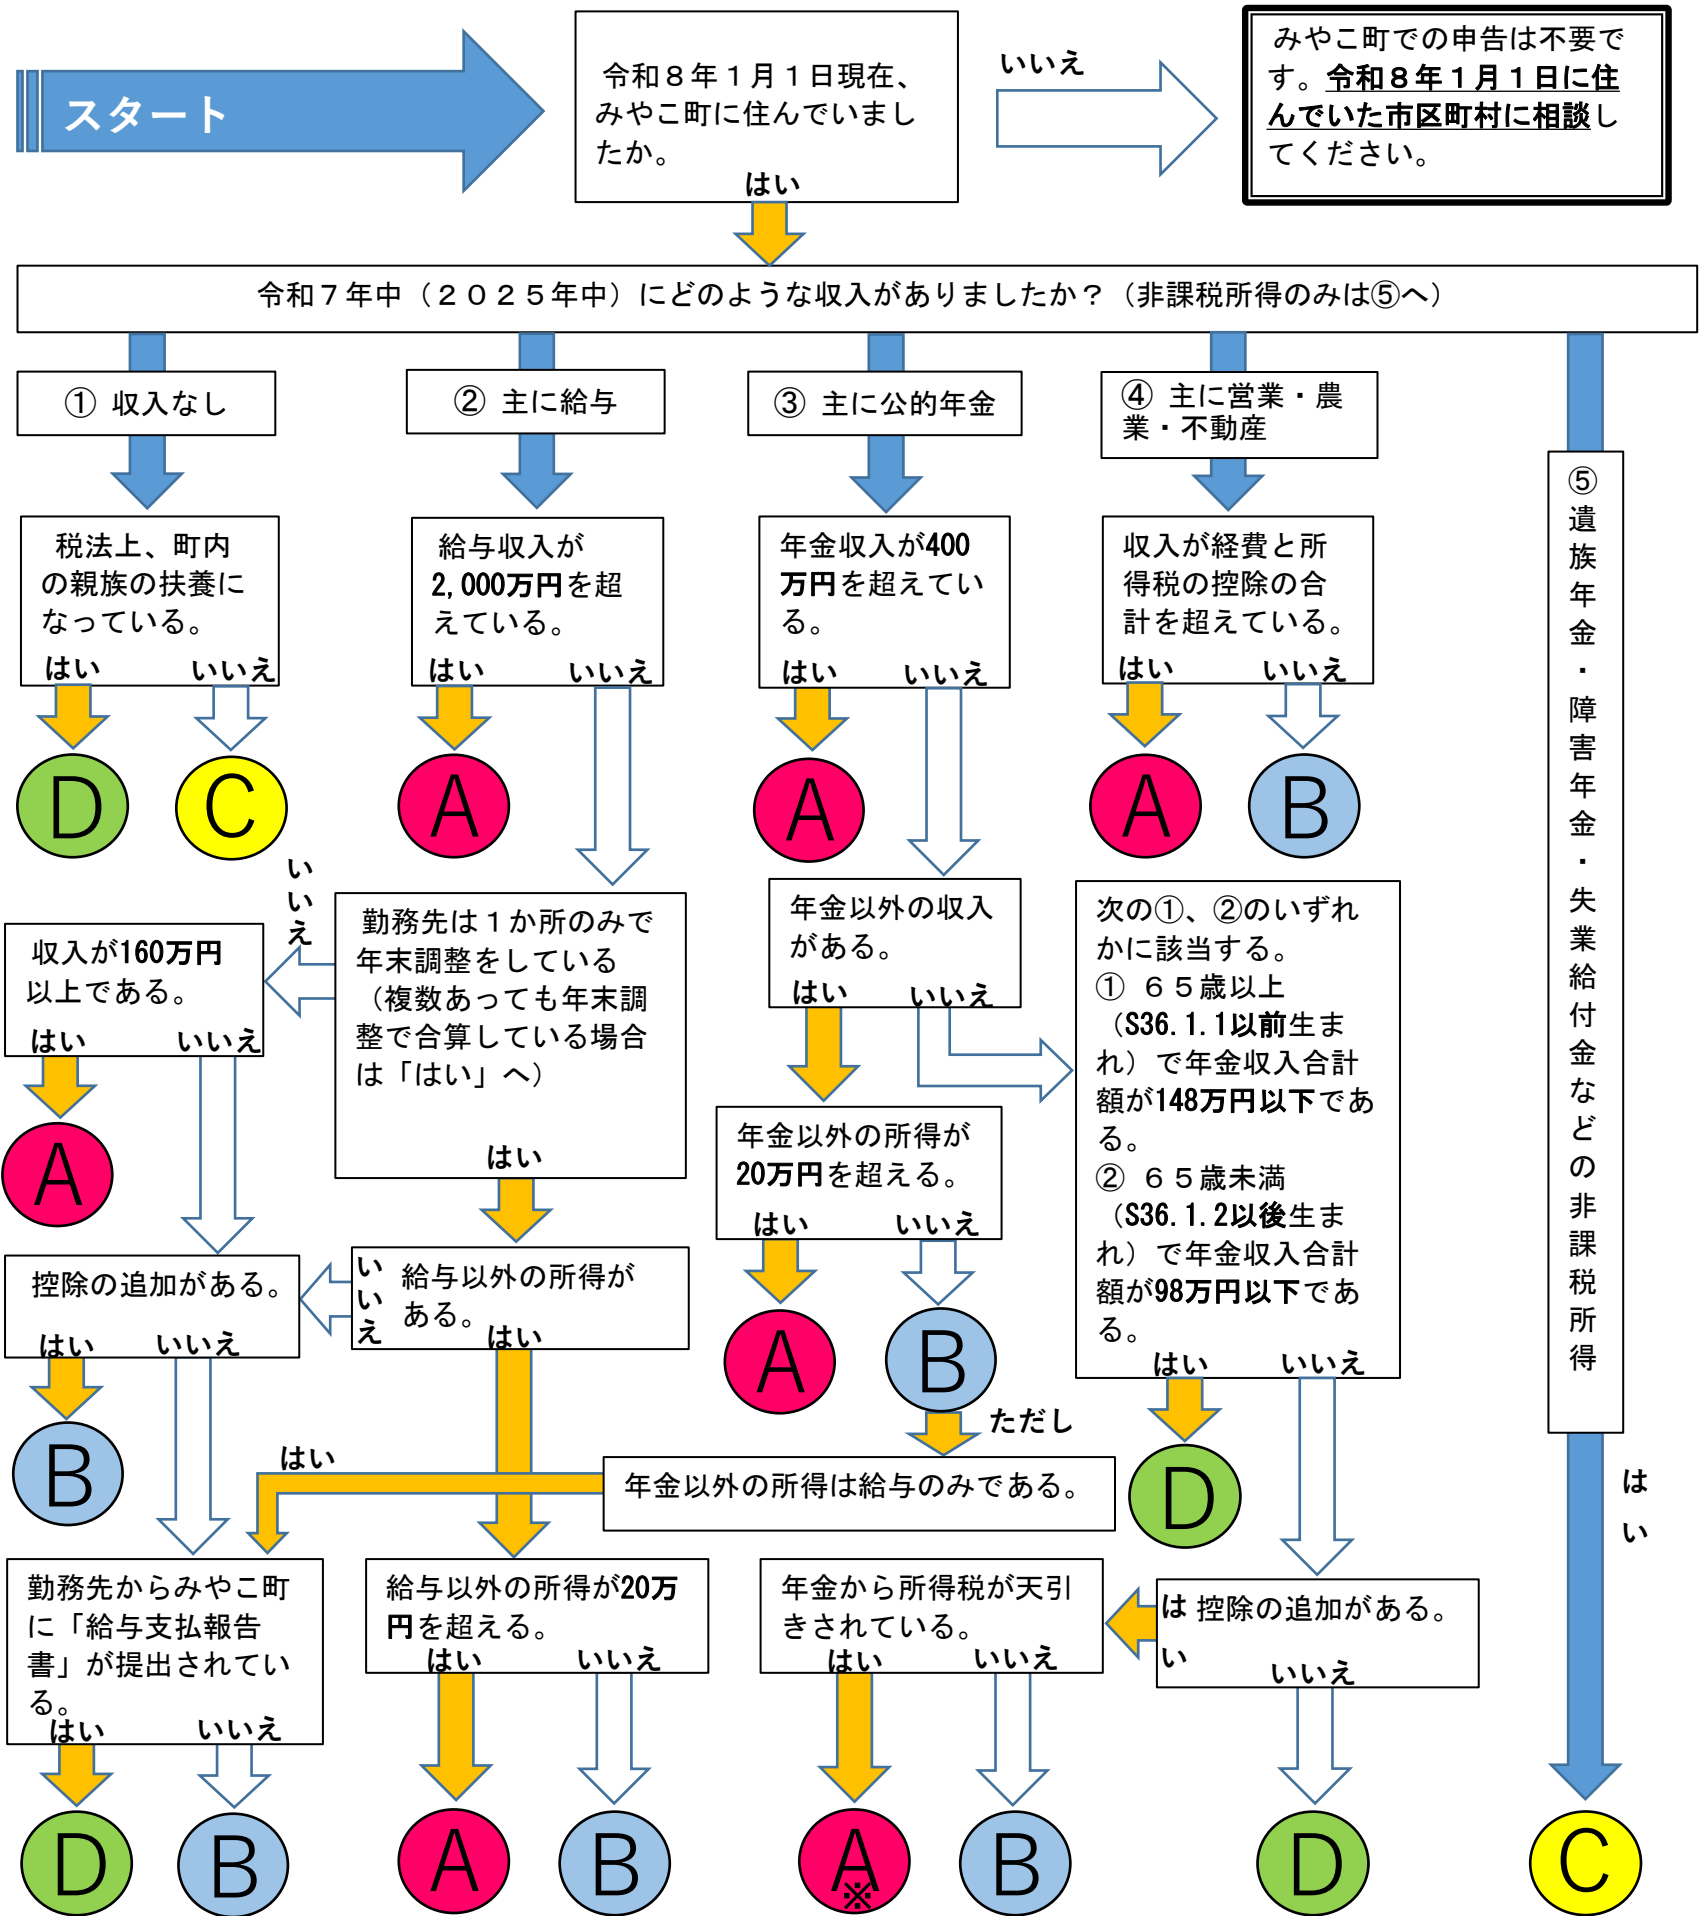 スタート
令和８年１月１日現在、
みやこ町に住んでいまし
たか。
はい
いいえ
みやこ町での申告は不要で
す。令和８年１月１日に住
んでいた市区町村に相談し
てください。
令和７年中（２０２５年中）にどのような収入がありましたか？（非課税所得のみは⑤へ）
① 収入なし
② 主に給与
③ 主に公的年金
④ 主に営業・農
業・不動産
⑤遺族年金・障害年金・失業給付金などの非課税所得
税法上、町内
の親族の扶養に
なっている。
はい いいえ
給与収入が
2,000万円を超
えている。
はい いいえ
年金収入が400
万円を超えてい
る。
はい いいえ
収入が経費と所
得税の控除の合
計を超えている。
はい いいえ
D
C
A
A
A
B
いいえ
収入が160万円
以上である。
はい いいえ
勤務先は１か所のみで
年末調整をしている
（複数あっても年末調
整で合算している場合
は「はい」へ）
はい
年金以外の収入
がある。
はい いいえ
次の①、②のいずれ
かに該当する。
① ６５歳以上
（S36.1.1以前生ま
れ）で年金収入合計
額が148万円以下であ
る。
② ６５歳未満
（S36.1.2以後生ま
れ）で年金収入合計
額が98万円以下であ
る。
はい いいえ
A
年金以外の所得が
20万円を超える。
はい いいえ
控除の追加がある。
はい いいえ
いいえ
給与以外の所得が
ある。
はい
A
B
ただし
B
はい
年金以外の所得は給与のみである。
D
はい
勤務先からみやこ町
に「給与支払報告
書」が提出されてい
る。
はい いいえ
給与以外の所得が20万
円を超える。
はい いいえ
年金から所得税が天引
きされている。
はい いいえ
はい
控除の追加がある。
いいえ
D
B
A
B
A
※
B
D
C